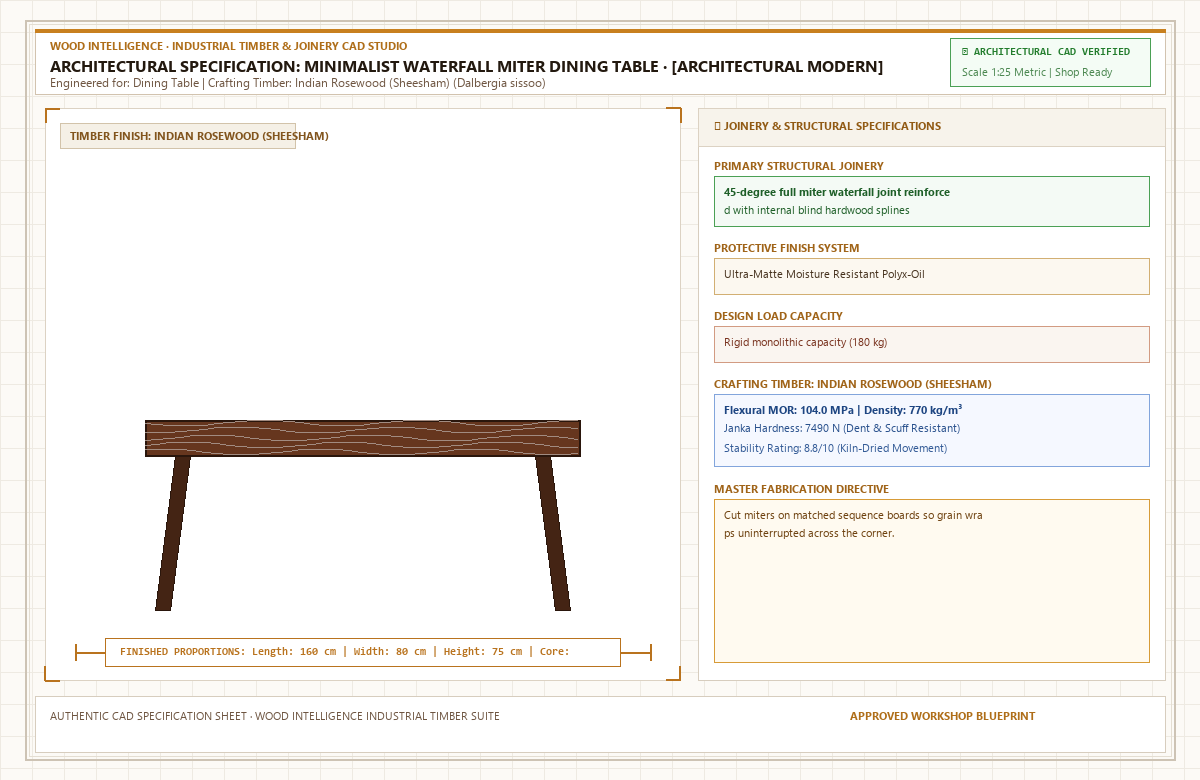 WOOD INTELLIGENCE · INDUSTRIAL TIMBER & JOINERY CAD STUDIO
ARCHITECTURAL SPECIFICATION: MINIMALIST WATERFALL MITER DINING TABLE · [ARCHITECTURAL MODERN]
Engineered for: Dining Table | Crafting Timber: Indian Rosewood (Sheesham) (Dalbergia sissoo)
ARCHITECTURAL CAD VERIFIED
Scale 1:25 Metric | Shop Ready
TIMBER FINISH: INDIAN ROSEWOOD (SHEESHAM)
FINISHED PROPORTIONS: Length: 160 cm | Width: 80 cm | Height: 75 cm | Core:
JOINERY & STRUCTURAL SPECIFICATIONS
PRIMARY STRUCTURAL JOINERY
45-degree full miter waterfall joint reinforce
d with internal blind hardwood splines
PROTECTIVE FINISH SYSTEM
Ultra-Matte Moisture Resistant Polyx-Oil
DESIGN LOAD CAPACITY
Rigid monolithic capacity (180 kg)
CRAFTING TIMBER: INDIAN ROSEWOOD (SHEESHAM)
Flexural MOR: 104.0 MPa | Density: 770 kg/m³
Janka Hardness: 7490 N (Dent & Scuff Resistant)
Stability Rating: 8.8/10 (Kiln-Dried Movement)
MASTER FABRICATION DIRECTIVE
Cut miters on matched sequence boards so grain wra
ps uninterrupted across the corner.
AUTHENTIC CAD SPECIFICATION SHEET · WOOD INTELLIGENCE INDUSTRIAL TIMBER SUITE
APPROVED WORKSHOP BLUEPRINT